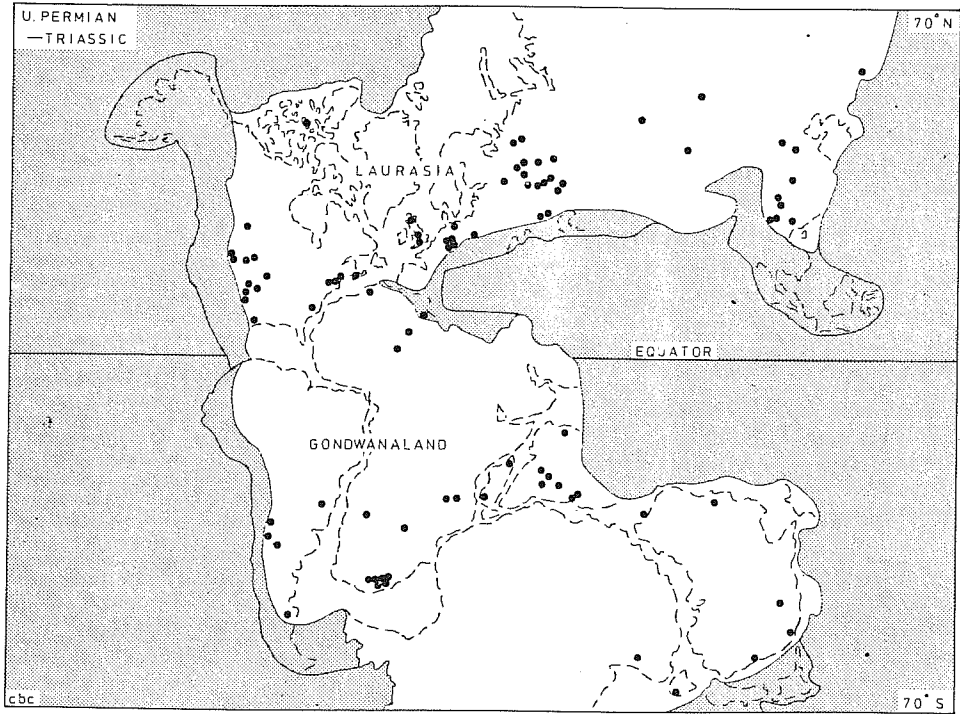 U. PERMIAN
—TRIASSIC
70°N
LAURASIA
EQUATOR
GONDWANALAND
cbc
70°S